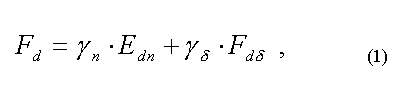 F_d = γ_n · E_dn + γ_δ · F_dδ , (1)